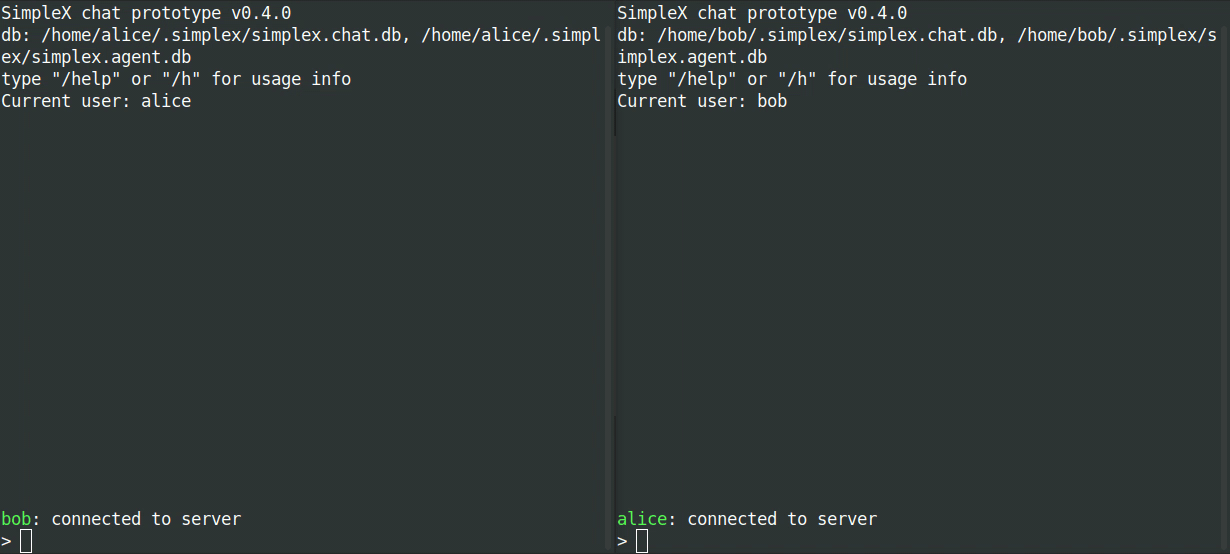 SimpleX chat prototype v0.4.0
db: /home/alice/.simplex/simplex.chat.db, /home/alice/.simpl
ex/simplex.agent.db
type "/help" or "/h" for usage info
Current user: alice
bob: connected to server
>
SimpleX chat prototype v0.4.0
db: /home/bob/.simplex/simplex.chat.db, /home/bob/.simplex/s
implex.agent.db
type "/help" or "/h" for usage info
Current user: bob
alice: connected to server
>